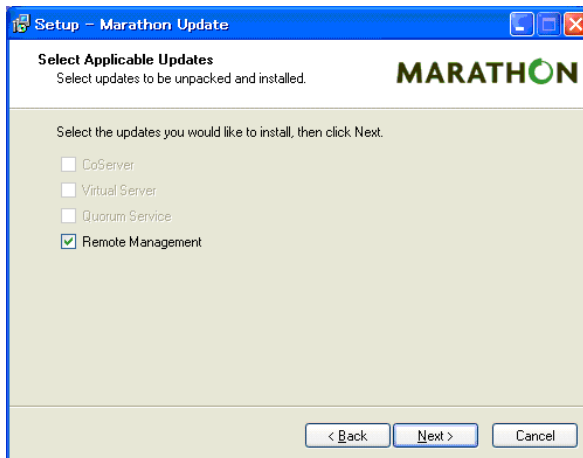 Setup - Marathon Update
Select Applicable Updates
Select updates to be unpacked and installed.
MARATHON
Select the updates you would like to install, then click Next.
CoServer
Virtual Server
Quorum Service
Remote Management
< Back
Next >
Cancel